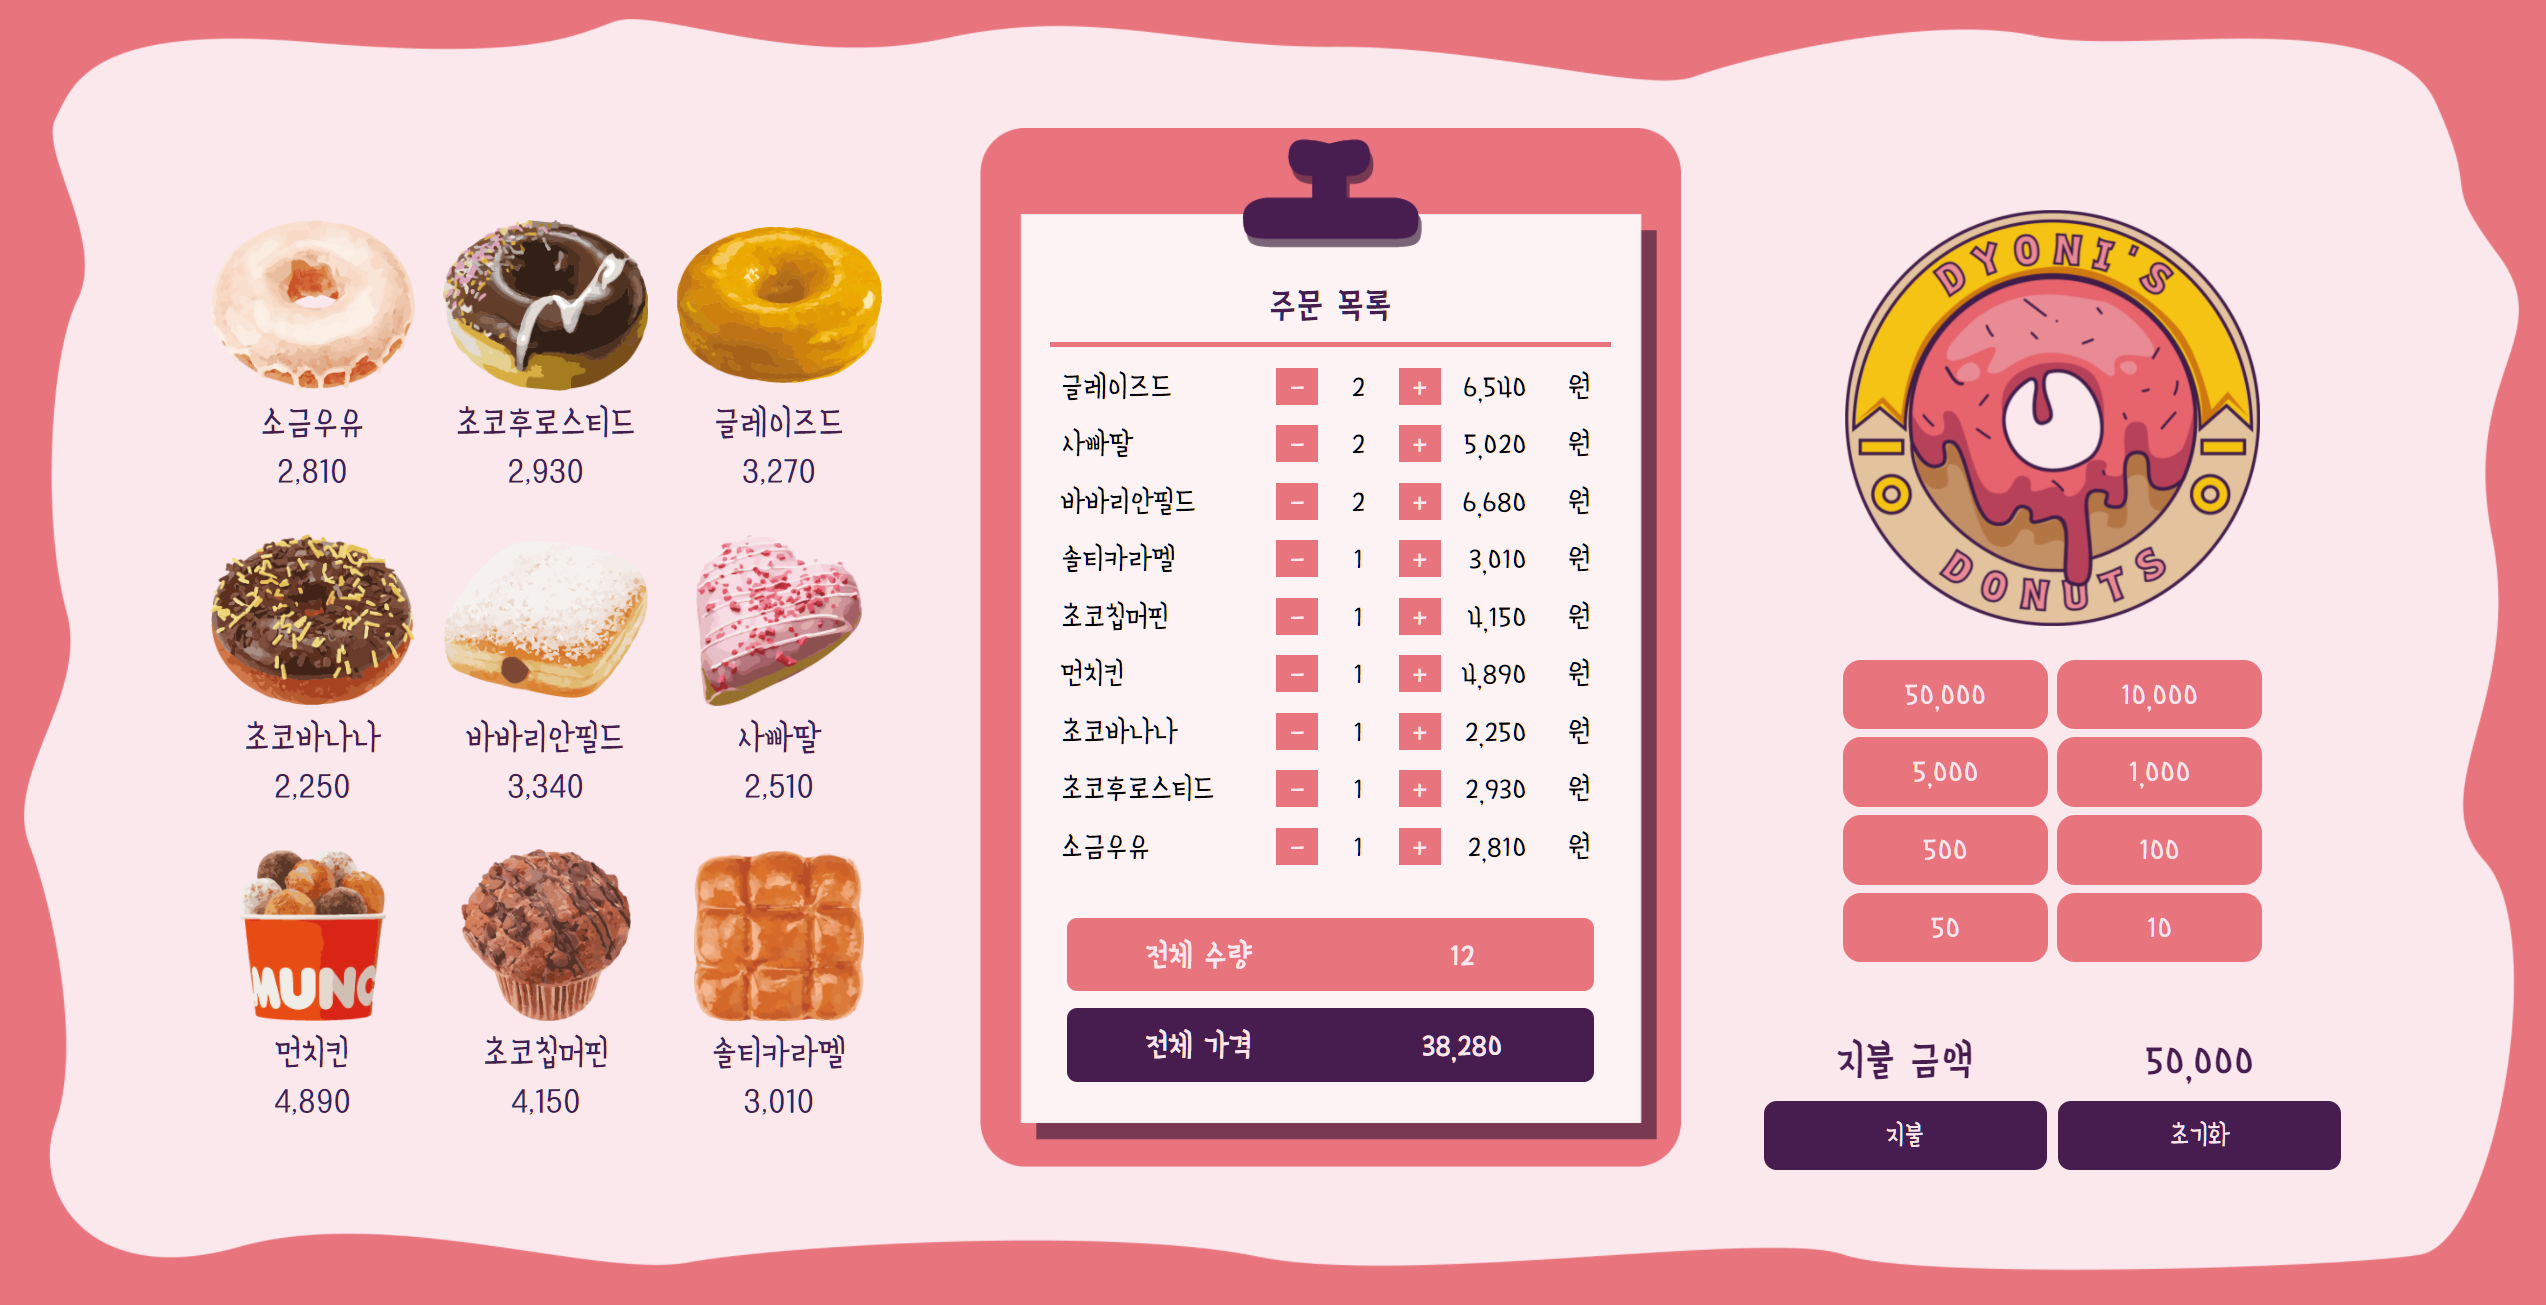 소금우유 초코후로스티드 글레이즈드
2,810 2,930 3,270
초코바나나 바바리안필드 사빠딸
2,250 3,340 2,510
MUNC
먼치킨 초코칩머핀 솔티카라멜
4,890 4,150 3,010
주문 목록
글레이즈드 - 2 + 6,540 원
사빠딸 - 2 + 5,020 원
바바리안필드 - 2 + 6,680 원
솔티카라멜 - 1 + 3,010 원
초코칩머핀 - 1 + 4,150 원
먼치킨 - 1 + 4,890 원
초코바나나 - 1 + 2,250 원
초코후로스티드 - 1 + 2,930 원
소금우유 - 1 + 2,810 원
전체 수량 12
전체 가격 38,280
DYONI'S
DONUTS
50,000 10,000
5,000 1,000
500 100
50 10
지불 금액 50,000
지불 초기화